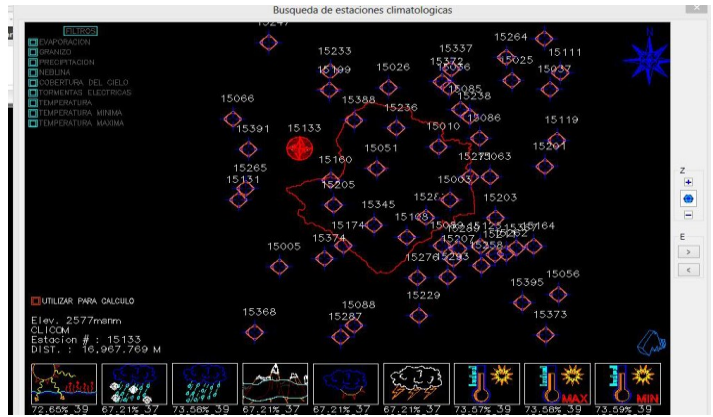 Busqueda de estaciones climatologicas
FILTROS
EVAPORACION
GRANIZO
PRECIPITACION
NEBLINA
COBERTURA DEL CIELO
TORMENTAS ELECTRICAS
TEMPERATURA
TEMPERATURA MINIMA
TEMPERATURA MAXIMA
15247
15233
15337
15264
15111
15199
15026
15372
15025
15037
15066
15388
15085
15238
15236
15086
15391
15133
15010
15119
15201
15051
15160
15063
15265
15131
15205
15003
15203
15345
15108
15174
15374
15207
15164
15005
15276
15293
15258
15395
15056
15229
15368
15088
15287
15373
N
Z
E
UTILIZAR PARA CALCULO
Elev. 2577msnm
CLICOM
Estacion # : 15133
DIST. : 16,967.769 M
MAX
MIN
72.65% 39
67.21% 37
73.56% 39
67.21% 37
67.21% 37
67.21% 37
73.57% 39
73.56% 39
73.59% 39